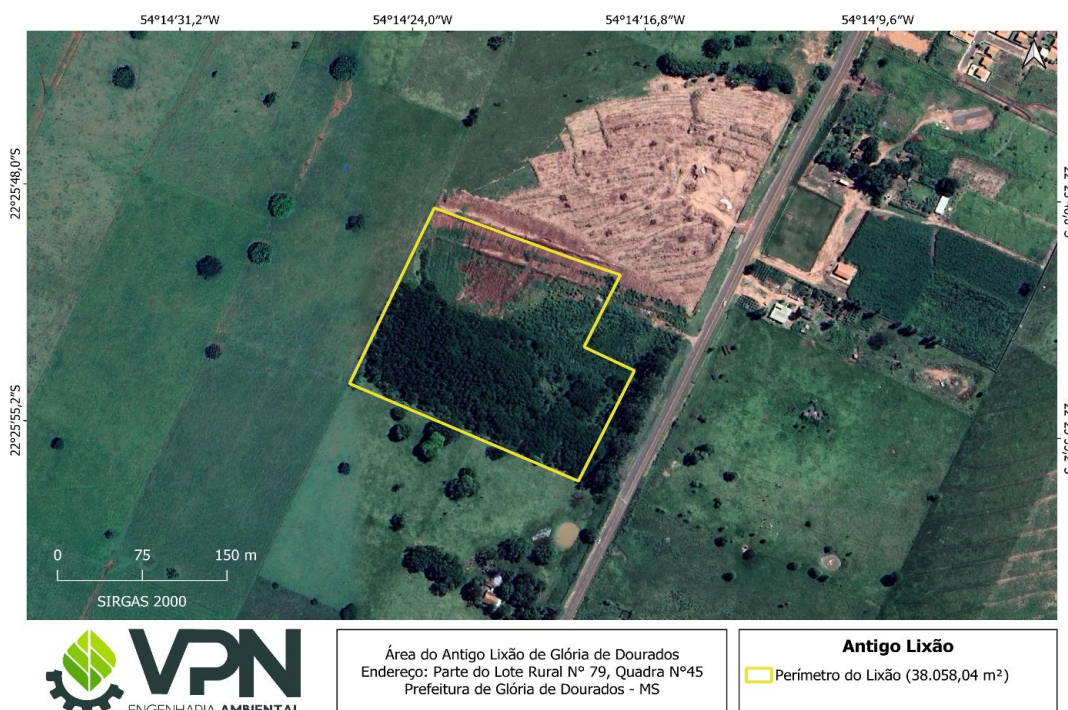 54°14'31,2"W
54°14'24,0"W
54°14'16,8"W
54°14'9,6"W
22°25'48,0"S
22°25'55,2"S
0 75 150 m
SIRGAS 2000
VPN
ENGENHARIA AMBIENTAL
Área do Antigo Lixão de Glória de Dourados
Endereço: Parte do Lote Rural N° 79, Quadra N°45
Prefeitura de Glória de Dourados - MS
Antigo Lixão
Perímetro do Lixão (38.058,04 m²)